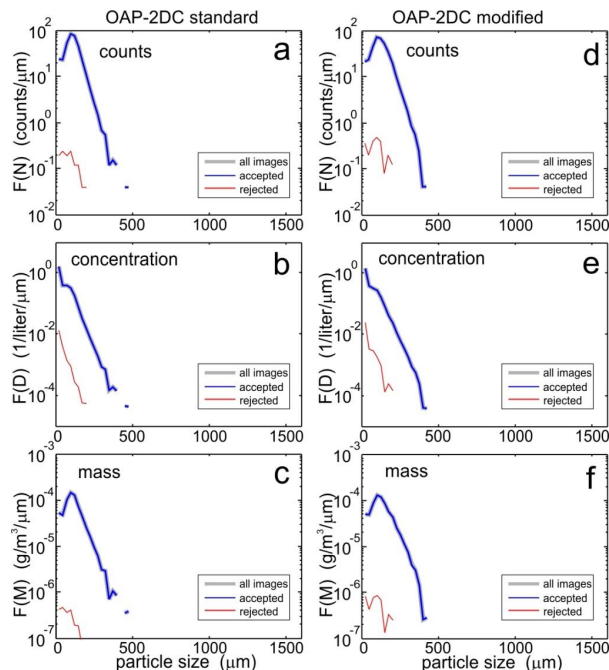 OAP-2DC standard
OAP-2DC modified
F(N) (counts/μm)
10^2
10^1
10^0
10^-1
10^-2
counts
a
all images
accepted
rejected
0
500
1000
1500
F(N) (counts/μm)
10^2
10^1
10^0
10^-1
10^-2
counts
d
all images
accepted
rejected
0
500
1000
1500
F(D) (1/liter/μm)
10^0
10^-2
10^-4
concentration
b
all images
accepted
rejected
0
500
1000
1500
F(D) (1/liter/μm)
10^0
10^-2
10^-4
concentration
e
all images
accepted
rejected
0
500
1000
1500
F(M) (g/m^3/μm)
10^-3
10^-4
10^-5
10^-6
10^-7
mass
c
all images
accepted
rejected
0
500
1000
1500
particle size (μm)
F(M) (g/m^3/μm)
10^-3
10^-4
10^-5
10^-6
10^-7
mass
f
all images
accepted
rejected
0
500
1000
1500
particle size (μm)